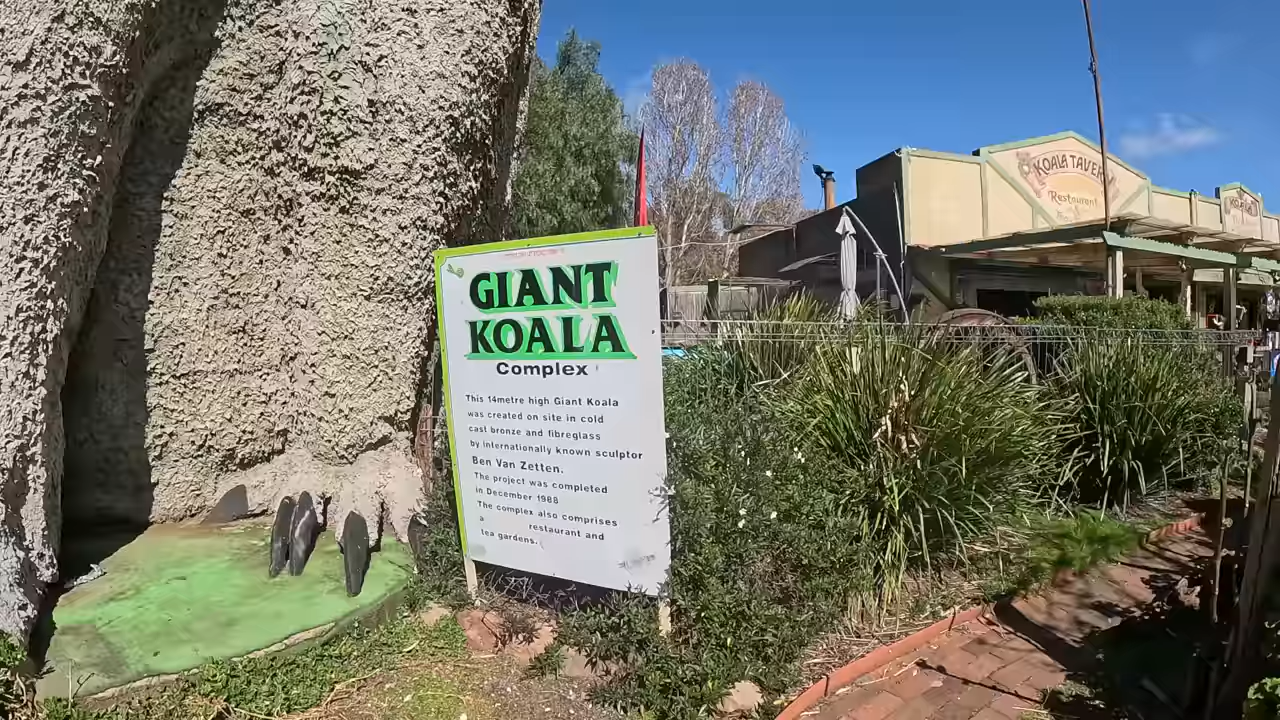 GIANT
KOALA
Complex
This 14metre high Giant Koala
was created on site in cold
cast bronze and fibreglass
by internationally known sculptor
Ben Van Zetten.
The project was completed
in December 1988
The complex also comprises
a restaurant and
tea gardens.
KOALA TAVERN
Restaurant
KOALA